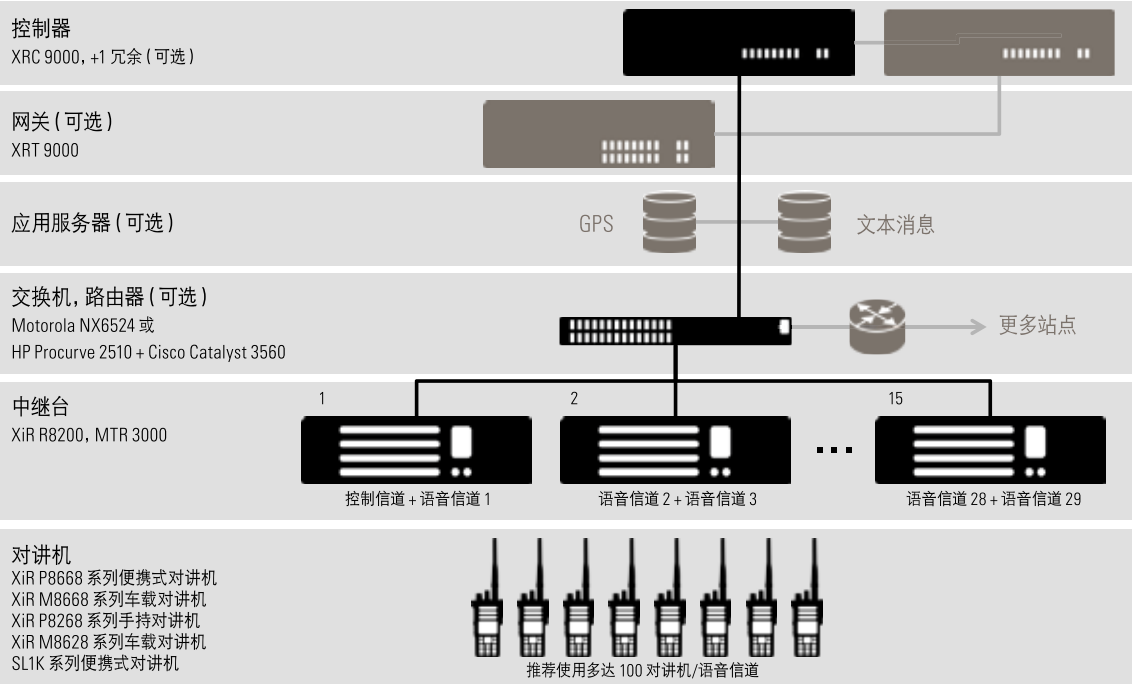 控制器
XRC 9000, +1 冗余 ( 可选 )
网关 ( 可选 )
XRT 9000
应用服务器 ( 可选 )
GPS
文本消息
交换机, 路由器 ( 可选 )
Motorola NX6524 或
HP Procurve 2510 + Cisco Catalyst 3560
更多站点
中继台
XiR R8200, MTR 3000
1
2
15
控制信道 + 语音信道 1
语音信道 2 + 语音信道 3
语音信道 28 + 语音信道 29
对讲机
XiR P8668 系列便携式对讲机
XiR M8668 系列车载对讲机
XiR P8268 系列手持对讲机
XiR M8628 系列车载对讲机
SL1K 系列便携式对讲机
推荐使用多达 100 对讲机/语音信道